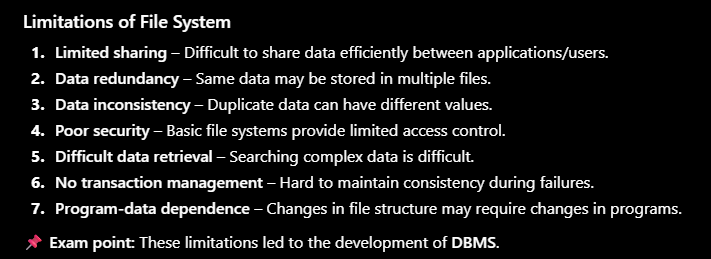 Limitations of File System
1. Limited sharing – Difficult to share data efficiently between applications/users.
2. Data redundancy – Same data may be stored in multiple files.
3. Data inconsistency – Duplicate data can have different values.
4. Poor security – Basic file systems provide limited access control.
5. Difficult data retrieval – Searching complex data is difficult.
6. No transaction management – Hard to maintain consistency during failures.
7. Program-data dependence – Changes in file structure may require changes in programs.
📌 Exam point: These limitations led to the development of DBMS.